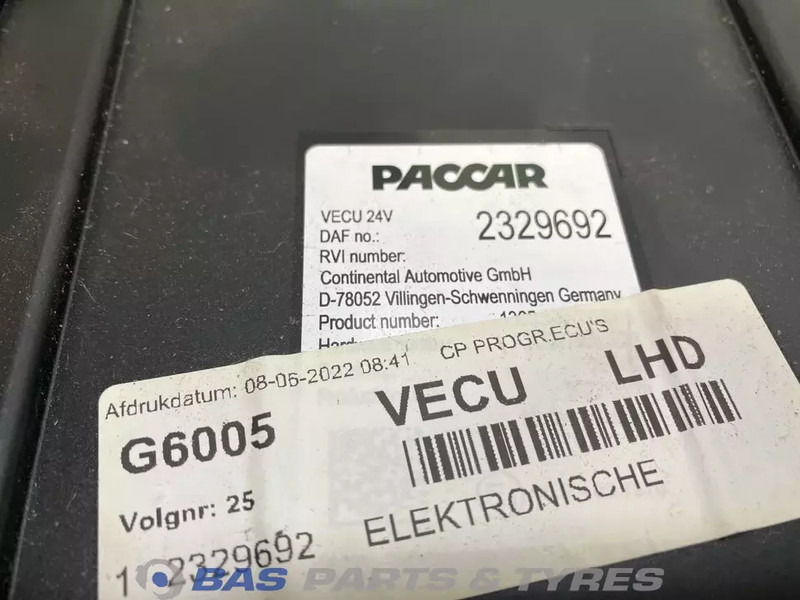 PACCAR
VECU 24V
DAF no.: 2329692
RVI number:
Continental Automotive GmbH
D-78052 Villingen-Schwenningen Germany
Product number:
Afdrukdatum: 08-06-2022 08:41 CP PROGR.ECU'S
G6005 VECU LHD
Volgnr: 25
ELEKTRONISCHE
1 2329692
BAS PARTS & TYRES